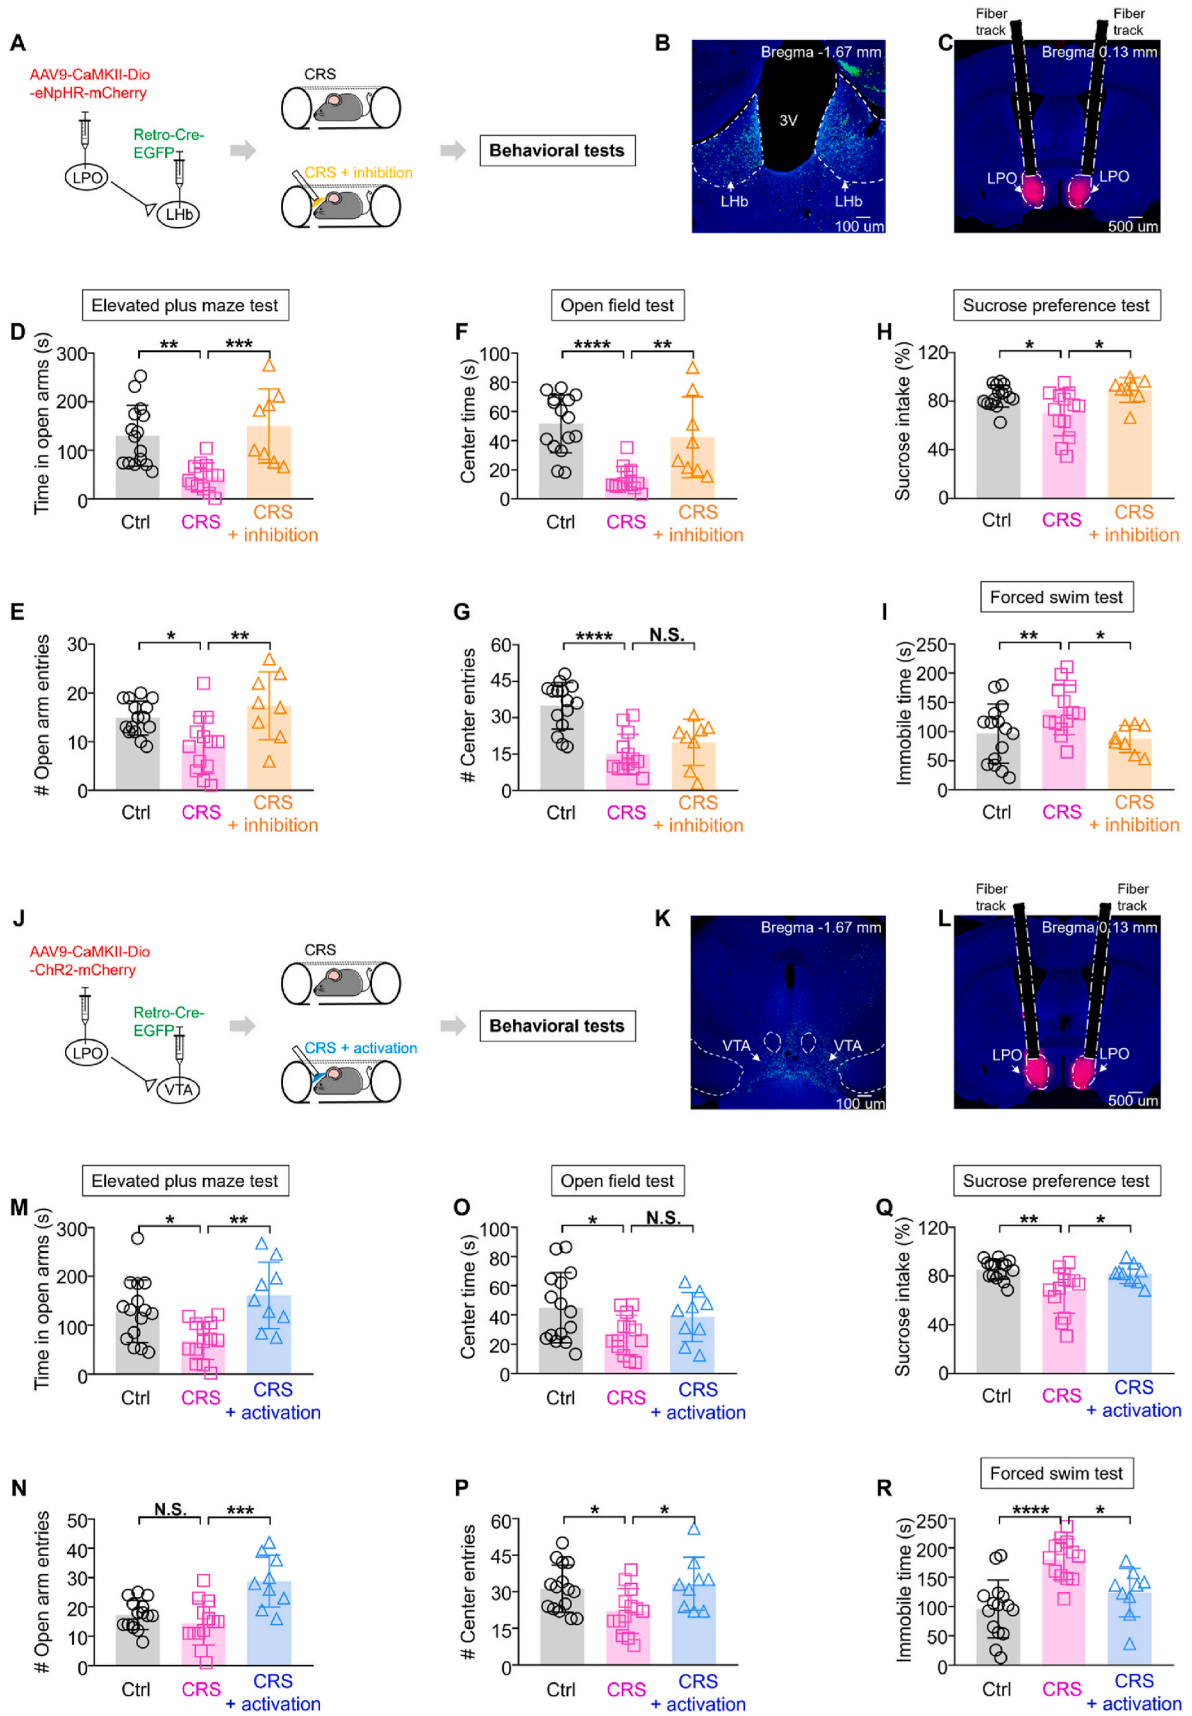 A
AAV9-CaMKII-Dio
-eNpHR-mCherry
Retro-Cre-
EGFP
LPO
LHb
CRS
CRS + inhibition
Behavioral tests
B
Bregma -1.67 mm
3V
LHb
LHb
100 um
Fiber
track
Fiber
track
C
Bregma 0.13 mm
LPO
LPO
500 um
Elevated plus maze test
D
Time in open arms (s)
300
200
100
0
**
***
Ctrl
CRS
CRS
+ inhibition
Open field test
F
Center time (s)
100
80
60
40
20
0
****
**
Ctrl
CRS
CRS
+ inhibition
Sucrose preference test
H
Sucrose intake (%)
120
80
40
0
*
*
Ctrl
CRS
CRS
+ inhibition
E
# Open arm entries
30
20
10
0
*
**
Ctrl
CRS
CRS
+ inhibition
G
# Center entries
60
45
30
15
0
****
N.S.
Ctrl
CRS
CRS
+ inhibition
Forced swim test
I
Immobile time (s)
250
200
150
100
50
0
**
*
Ctrl
CRS
CRS
+ inhibition
J
AAV9-CaMKII-Dio
-ChR2-mCherry
Retro-Cre-
EGFP
LPO
VTA
CRS
CRS + activation
Behavioral tests
K
Bregma -1.67 mm
VTA
VTA
100 um
Fiber
track
Fiber
track
L
Bregma 0.13 mm
LPO
LPO
500 um
Elevated plus maze test
M
Time in open arms (s)
300
200
100
0
*
**
Ctrl
CRS
CRS
+ activation
Open field test
O
Center time (s)
100
80
60
40
20
0
*
N.S.
Ctrl
CRS
CRS
+ activation
Sucrose preference test
Q
Sucrose intake (%)
120
80
40
0
**
*
Ctrl
CRS
CRS
+ activation
N
# Open arm entries
50
40
30
20
10
0
N.S.
***
Ctrl
CRS
CRS
+ activation
P
# Center entries
60
45
30
15
0
*
*
Ctrl
CRS
CRS
+ activation
Forced swim test
R
Immobile time (s)
250
200
150
100
50
0
****
*
Ctrl
CRS
CRS
+ activation